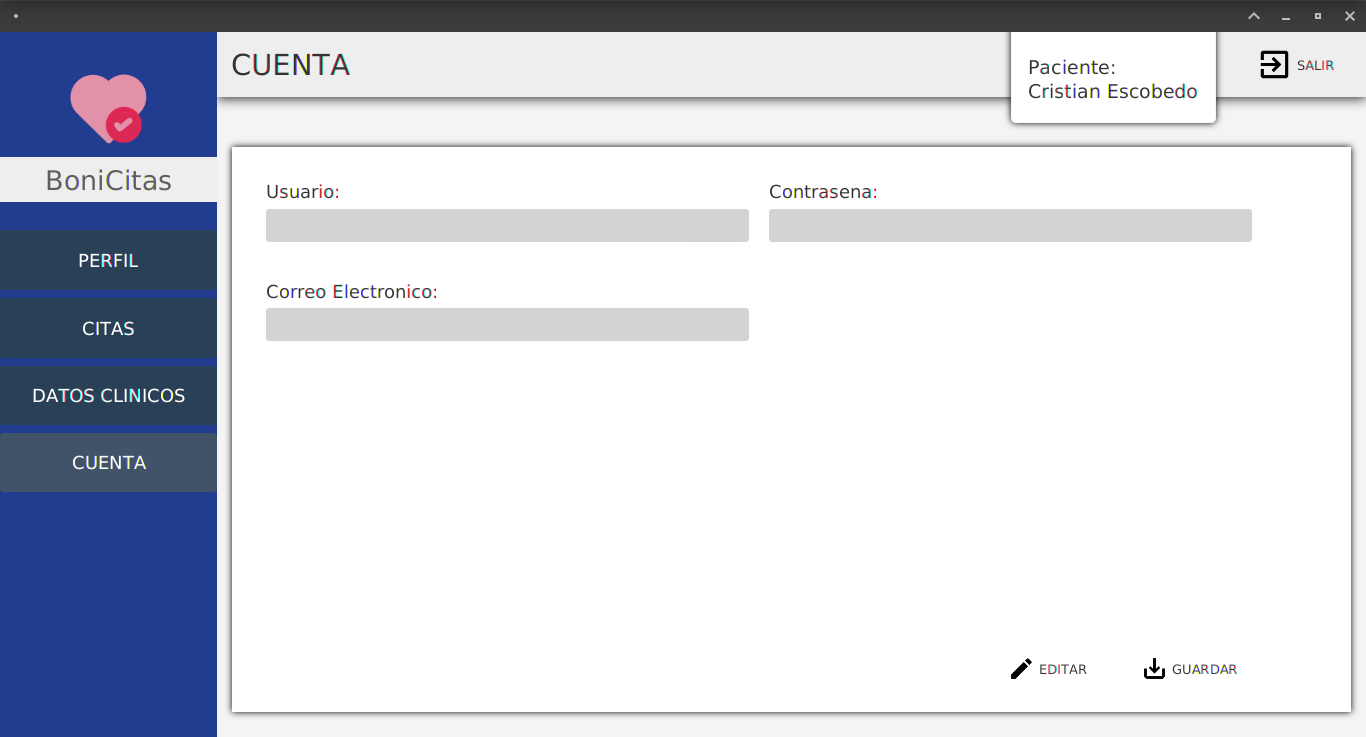 CUENTA
Paciente:
Cristian Escobedo
SALIR
BoniCitas
PERFIL
CITAS
DATOS CLINICOS
CUENTA
Usuario:
Contrasena:
Correo Electronico:
EDITAR
GUARDAR